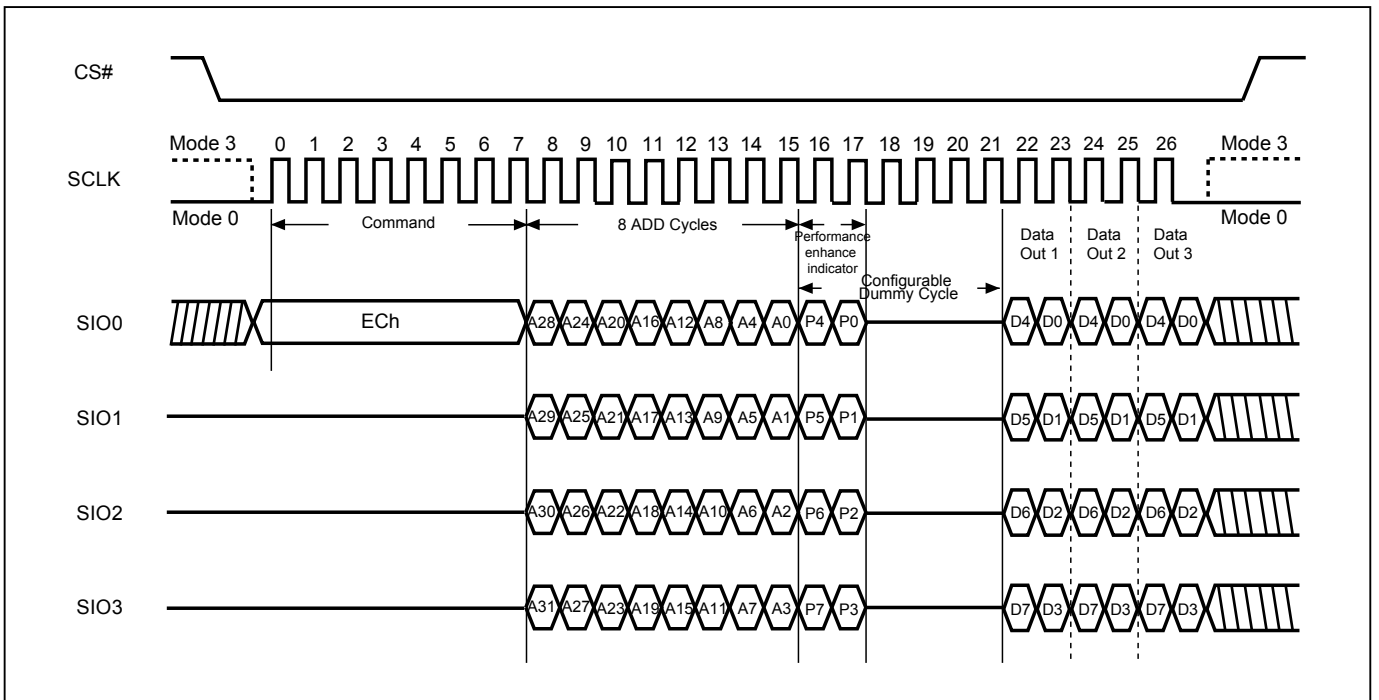 CS#
Mode 3 0 1 2 3 4 5 6 7 8 9 10 11 12 13 14 15 16 17 18 19 20 21 22 23 24 25 26 Mode 3
SCLK
Mode 0 Mode 0
Command 8 ADD Cycles
Performance
enhance
indicator
Data
Out 1
Data
Out 2
Data
Out 3
Configurable
Dummy Cycle
SIO0 ECh A28 A24 A20 A16 A12 A8 A4 A0 P4 P0 D4 D0 D4 D0 D4 D0
SIO1 A29 A25 A21 A17 A13 A9 A5 A1 P5 P1 D5 D1 D5 D1 D5 D1
SIO2 A30 A26 A22 A18 A14 A10 A6 A2 P6 P2 D6 D2 D6 D2 D6 D2
SIO3 A31 A27 A23 A19 A15 A11 A7 A3 P7 P3 D7 D3 D7 D3 D7 D3